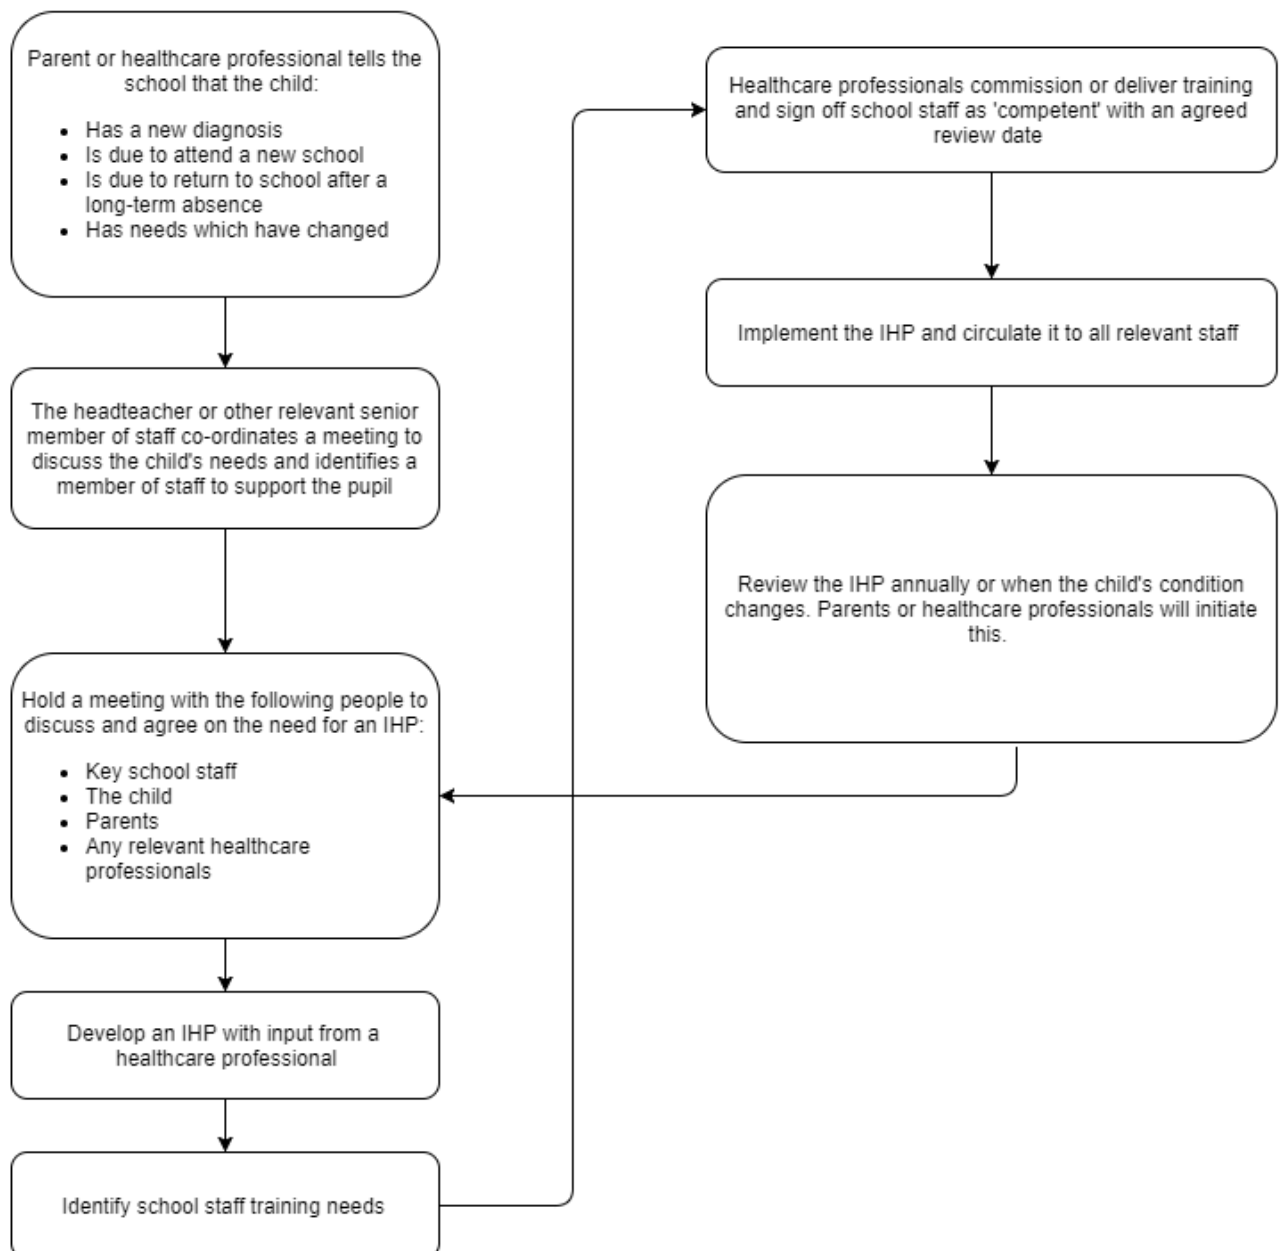 Parent or healthcare professional tells the
school that the child:
• Has a new diagnosis
• Is due to attend a new school
• Is due to return to school after a
long-term absence
• Has needs which have changed
The headteacher or other relevant senior
member of staff co-ordinates a meeting to
discuss the child's needs and identifies a
member of staff to support the pupil
Hold a meeting with the following people to
discuss and agree on the need for an IHP:
• Key school staff
• The child
• Parents
• Any relevant healthcare
professionals
Develop an IHP with input from a
healthcare professional
Identify school staff training needs
Healthcare professionals commission or deliver training
and sign off school staff as 'competent' with an agreed
review date
Implement the IHP and circulate it to all relevant staff
Review the IHP annually or when the child's condition
changes. Parents or healthcare professionals will initiate
this.